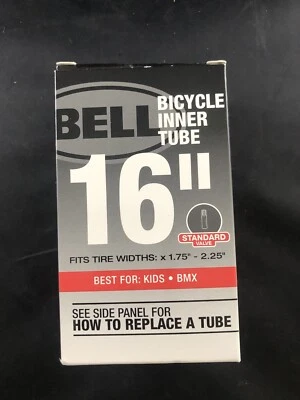 BELL
BICYCLE
INNER
TUBE
16"
STANDARD
VALVE
FITS TIRE WIDTHS: x 1.75" - 2.25"
BEST FOR: KIDS • BMX
SEE SIDE PANEL FOR
HOW TO REPLACE A TUBE